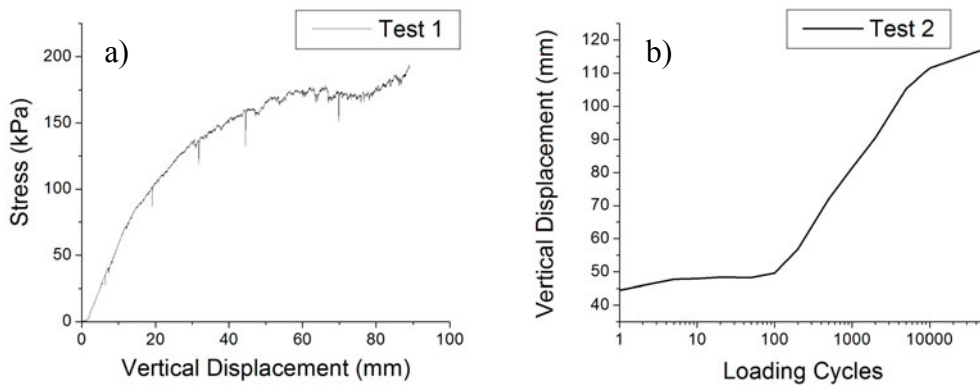 a)
Test 1
Stress (kPa)
200
150
100
50
0
0 20 40 60 80 100
Vertical Displacement (mm)
b)
Test 2
Vertical Displacement (mm)
120
110
100
90
80
70
60
50
40
1 10 100 1000 10000
Loading Cycles